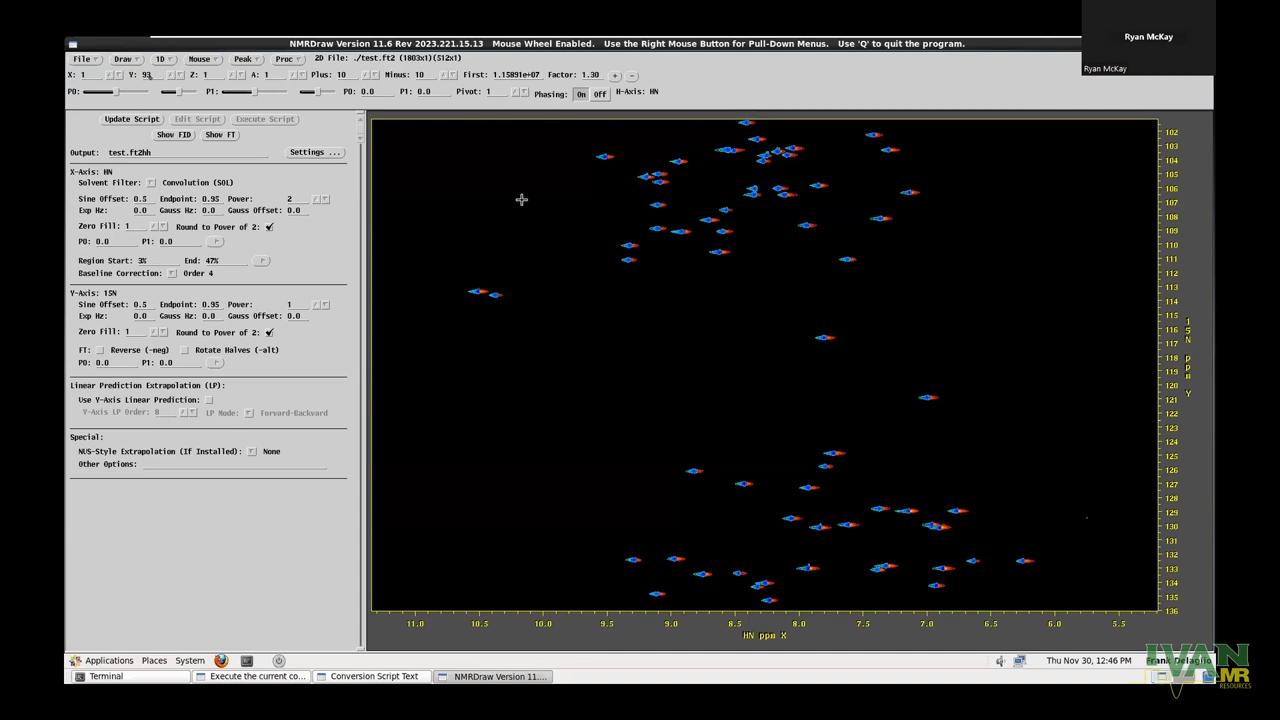 Ryan McKay
Ryan McKay
NMRDraw Version 11.6 Rev 2023.221.15.13   Mouse Wheel Enabled.   Use the Right Mouse Button for Pull-Down Menus.   Use 'Q' to quit the program.
File Draw 1D Mouse Peak Proc 2D File: ./test.ft2 (1803x1)(512x1)
X: 1 Y: 93 Z: 1 A: 1 Plus: 10 Minus: 10 First: 1.15891e+07 Factor: 1.30 + −
P0: P1: P0: 0.0 P1: 0.0 Pivot: 1 Phasing: On Off H-Axis: HN
Update Script Edit Script Execute Script
Show FID Show FT
Output: test.ft2hh Settings ...
X-Axis: HN
Solvent Filter: Convolution (SOL)
Sine Offset: 0.5 Endpoint: 0.95 Power: 2
Exp Hz: 0.0 Gauss Hz: 0.0 Gauss Offset: 0.0
Zero Fill: 1 Round to Power of 2: ✓
P0: 0.0 P1: 0.0
Region Start: 3% End: 47%
Baseline Correction: Order 4
Y-Axis: 15N
Sine Offset: 0.5 Endpoint: 0.95 Power: 1
Exp Hz: 0.0 Gauss Hz: 0.0 Gauss Offset: 0.0
Zero Fill: 1 Round to Power of 2: ✓
FT: Reverse (-neg) Rotate Halves (-alt)
P0: 0.0 P1: 0.0
Linear Prediction Extrapolation (LP):
Use Y-Axis Linear Prediction:
Y-Axis LP Order: 8 LP Mode: Forward-Backward
Special:
NUS-Style Extrapolation (If Installed): None
Other Options:
102
103
104
105
106
107
108
109
110
111
112
113
114
115
116
117
118
119
120
121
122
123
124
125
126
127
128
129
130
131
132
133
134
135
136
15N ppm Y
11.0 10.5 10.0 9.5 9.0 8.5 8.0 7.5 7.0 6.5 6.0 5.5
HN ppm X
Applications Places System Thu Nov 30, 12:46 PM Frank Delaglio
Terminal Execute the current co... Conversion Script Text NMRDraw Version 11....
IVAN
NMR
RESOURCES